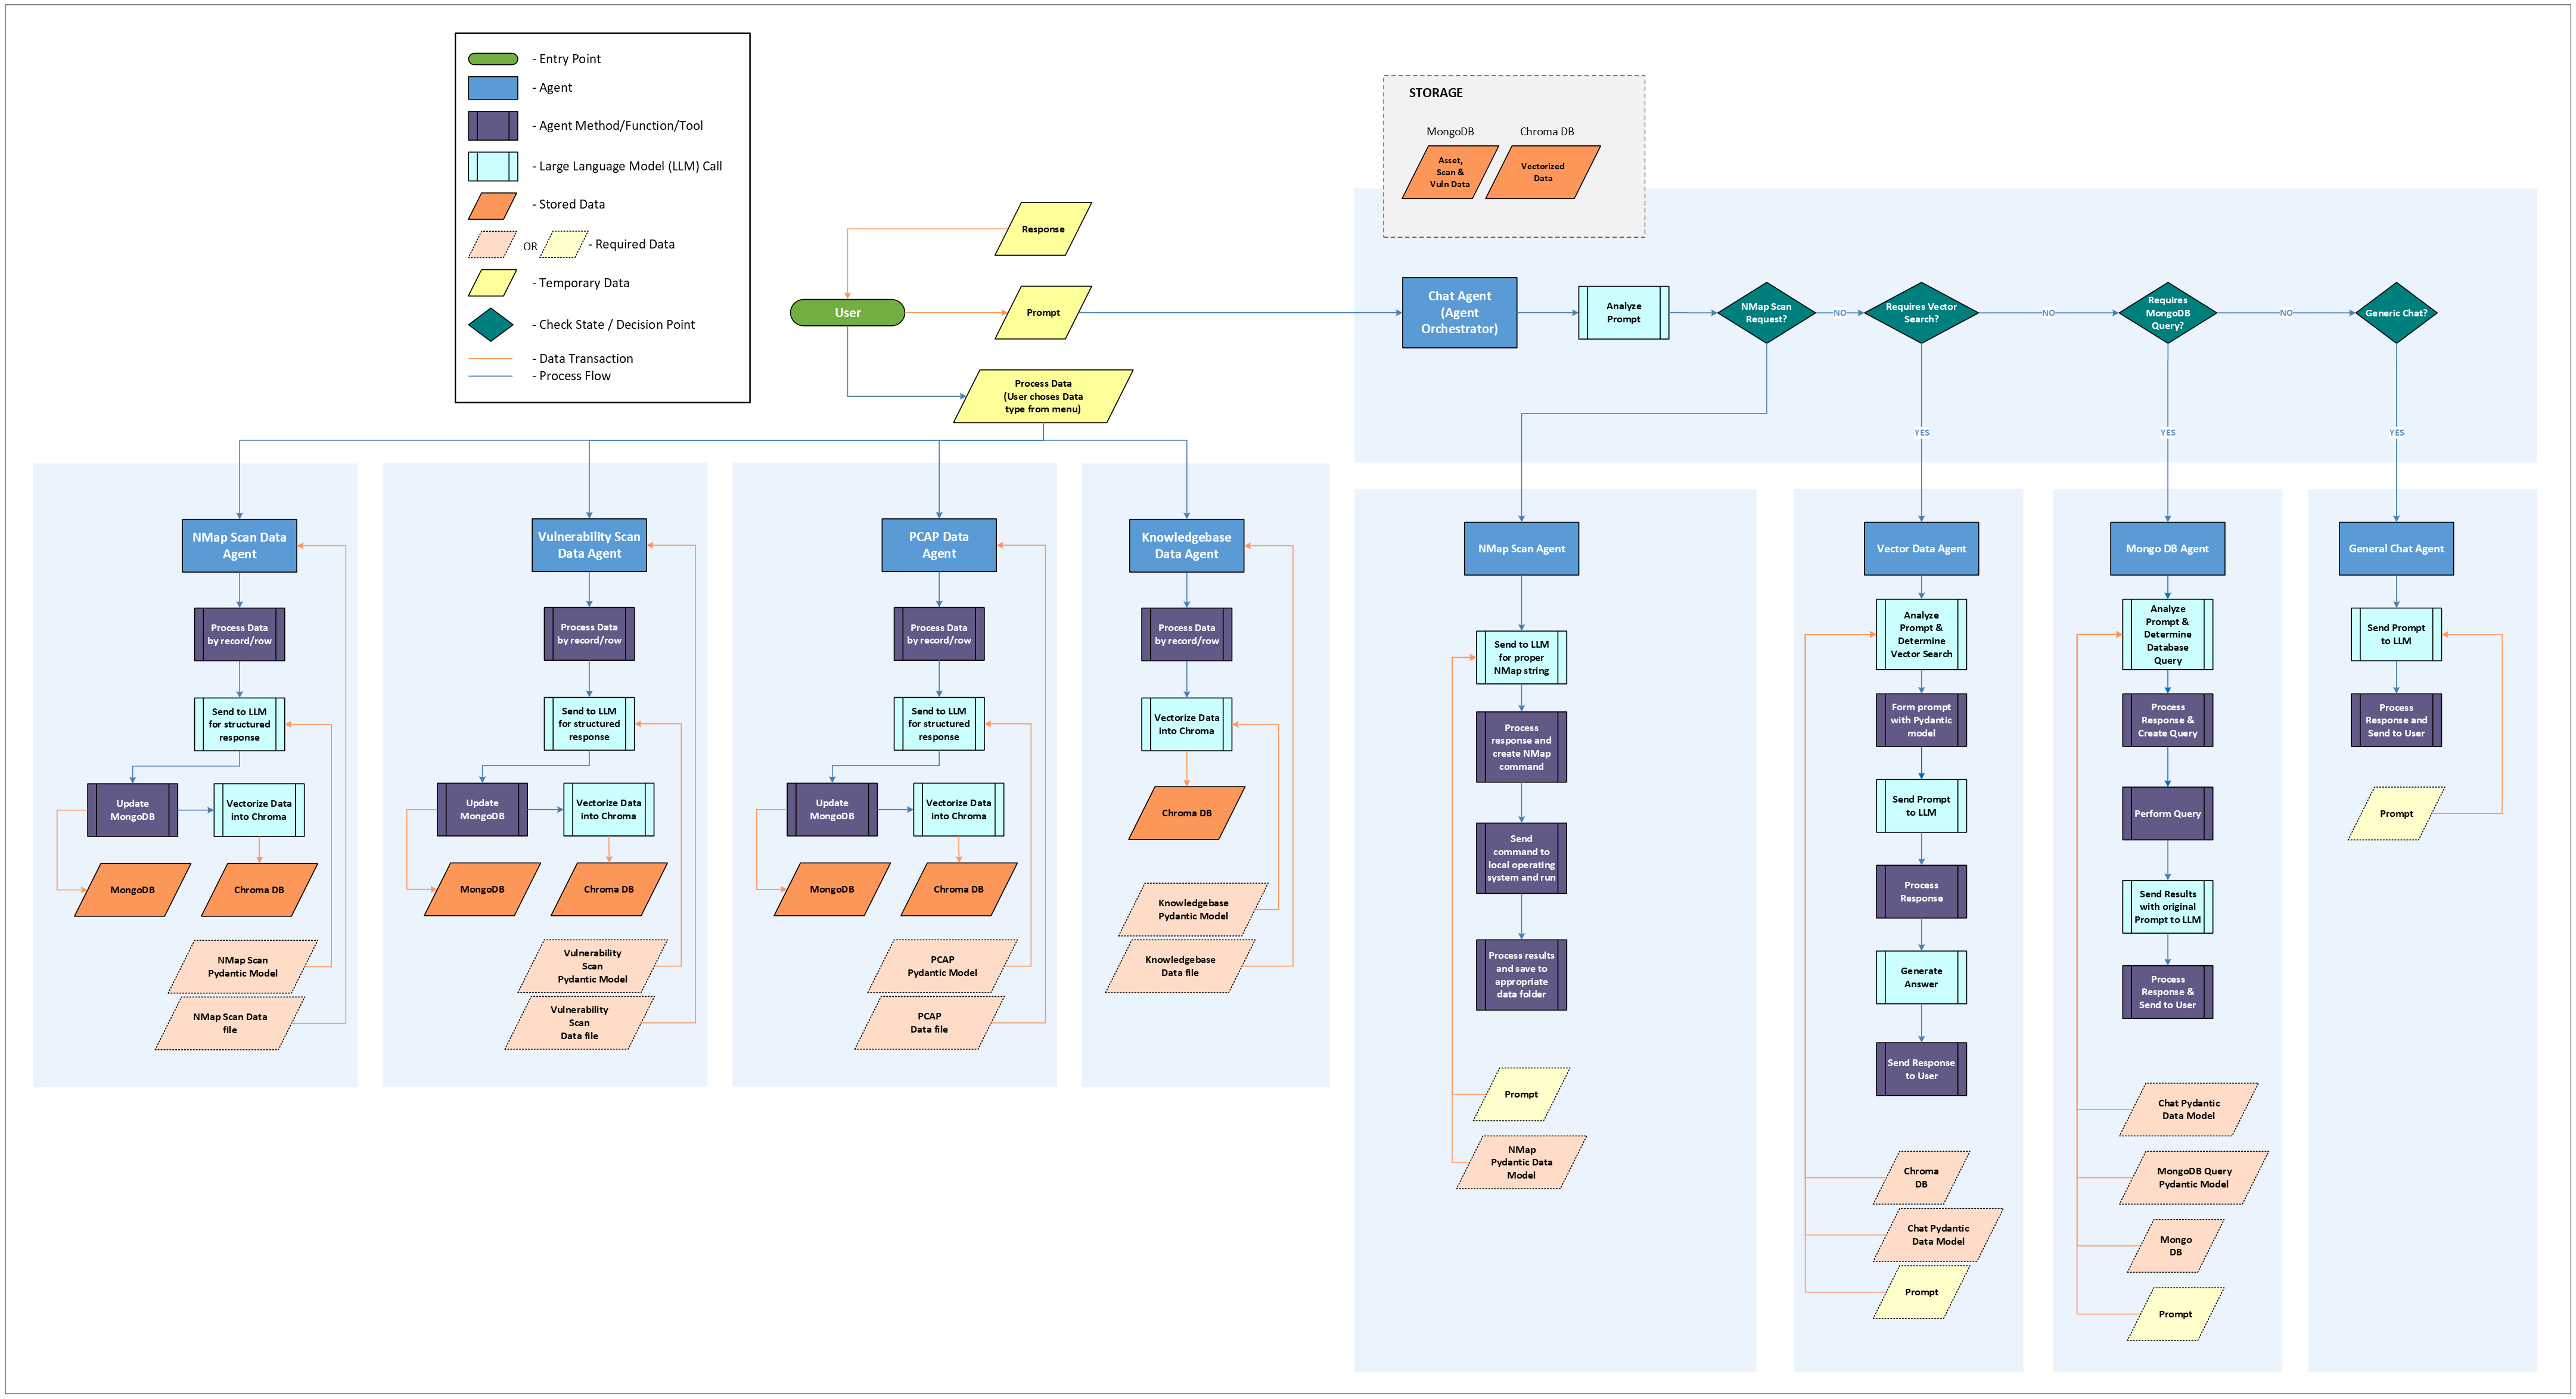 - Entry Point
- Agent
- Agent Method/Function/Tool
- Large Language Model (LLM) Call
- Stored Data
OR
- Required Data
- Temporary Data
- Check State / Decision Point
- Data Transaction
- Process Flow
STORAGE
MongoDB
Chroma DB
Asset,
Scan &
Vuln Data
Vectorized
Data
Response
User
Prompt
Process Data
(User choses Data
type from menu)
Chat Agent
(Agent
Orchestrator)
Analyze
Prompt
NMap Scan
Request?
NO
Requires Vector
Search?
NO
Requires
MongoDB
Query?
NO
Generic Chat?
YES
YES
YES
NMap Scan Data
Agent
Process Data
by record/row
Send to LLM
for structured
response
Update
MongoDB
Vectorize Data
into Chroma
MongoDB
Chroma DB
NMap Scan
Pydantic Model
NMap Scan Data
file
Vulnerability Scan
Data Agent
Process Data
by record/row
Send to LLM
for structured
response
Update
MongoDB
Vectorize Data
into Chroma
MongoDB
Chroma DB
Vulnerability
Scan
Pydantic Model
Vulnerability
Scan
Data file
PCAP Data
Agent
Process Data
by record/row
Send to LLM
for structured
response
Update
MongoDB
Vectorize Data
into Chroma
MongoDB
Chroma DB
PCAP
Pydantic Model
PCAP
Data file
Knowledgebase
Data Agent
Process Data
by record/row
Vectorize Data
into Chroma
Chroma DB
Knowledgebase
Pydantic Model
Knowledgebase
Data file
NMap Scan Agent
Send to LLM
for proper
NMap string
Process
response and
create NMap
command
Send
command to
local operating
system and run
Process results
and save to
appropriate
data folder
Prompt
NMap
Pydantic Data
Model
Vector Data Agent
Analyze
Prompt &
Determine
Vector Search
Form prompt
with Pydantic
model
Send Prompt
to LLM
Process
Response
Generate
Answer
Send Response
to User
Chroma
DB
Chat Pydantic
Data Model
Prompt
Mongo DB Agent
Analyze
Prompt &
Determine
Database
Query
Process
Response &
Create Query
Perform Query
Send Results
with original
Prompt to LLM
Process
Response &
Send to User
Chat Pydantic
Data Model
MongoDB Query
Pydantic Model
Mongo
DB
Prompt
General Chat Agent
Send Prompt
to LLM
Process
Response and
Send to User
Prompt